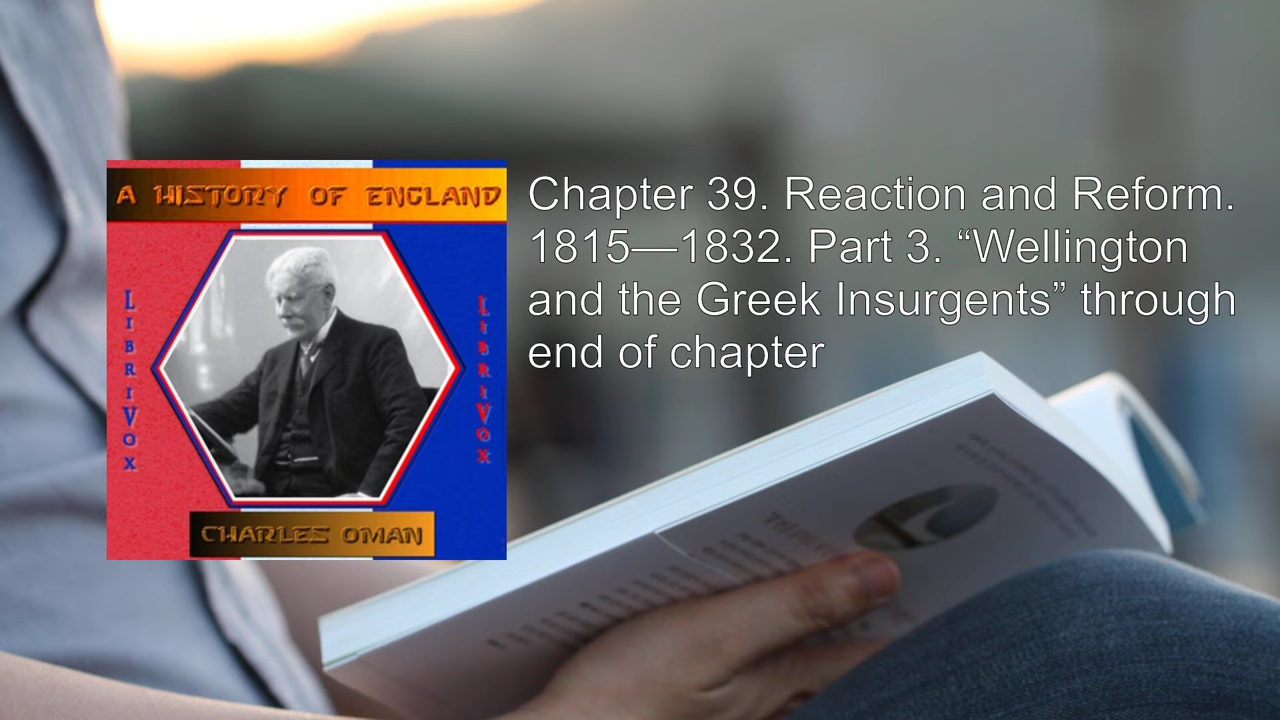 A HISTORY OF ENGLAND
LIBRIVOX
LIBRIVOX
CHARLES OMAN
Chapter 39. Reaction and Reform.
1815—1832. Part 3. “Wellington
and the Greek Insurgents” through
end of chapter